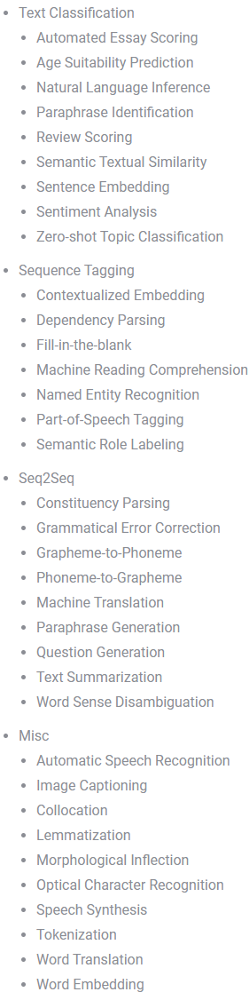 Text Classification
Automated Essay Scoring
Age Suitability Prediction
Natural Language Inference
Paraphrase Identification
Review Scoring
Semantic Textual Similarity
Sentence Embedding
Sentiment Analysis
Zero-shot Topic Classification
Sequence Tagging
Contextualized Embedding
Dependency Parsing
Fill-in-the-blank
Machine Reading Comprehension
Named Entity Recognition
Part-of-Speech Tagging
Semantic Role Labeling
Seq2Seq
Constituency Parsing
Grammatical Error Correction
Grapheme-to-Phoneme
Phoneme-to-Grapheme
Machine Translation
Paraphrase Generation
Question Generation
Text Summarization
Word Sense Disambiguation
Misc
Automatic Speech Recognition
Image Captioning
Collocation
Lemmatization
Morphological Inflection
Optical Character Recognition
Speech Synthesis
Tokenization
Word Translation
Word Embedding